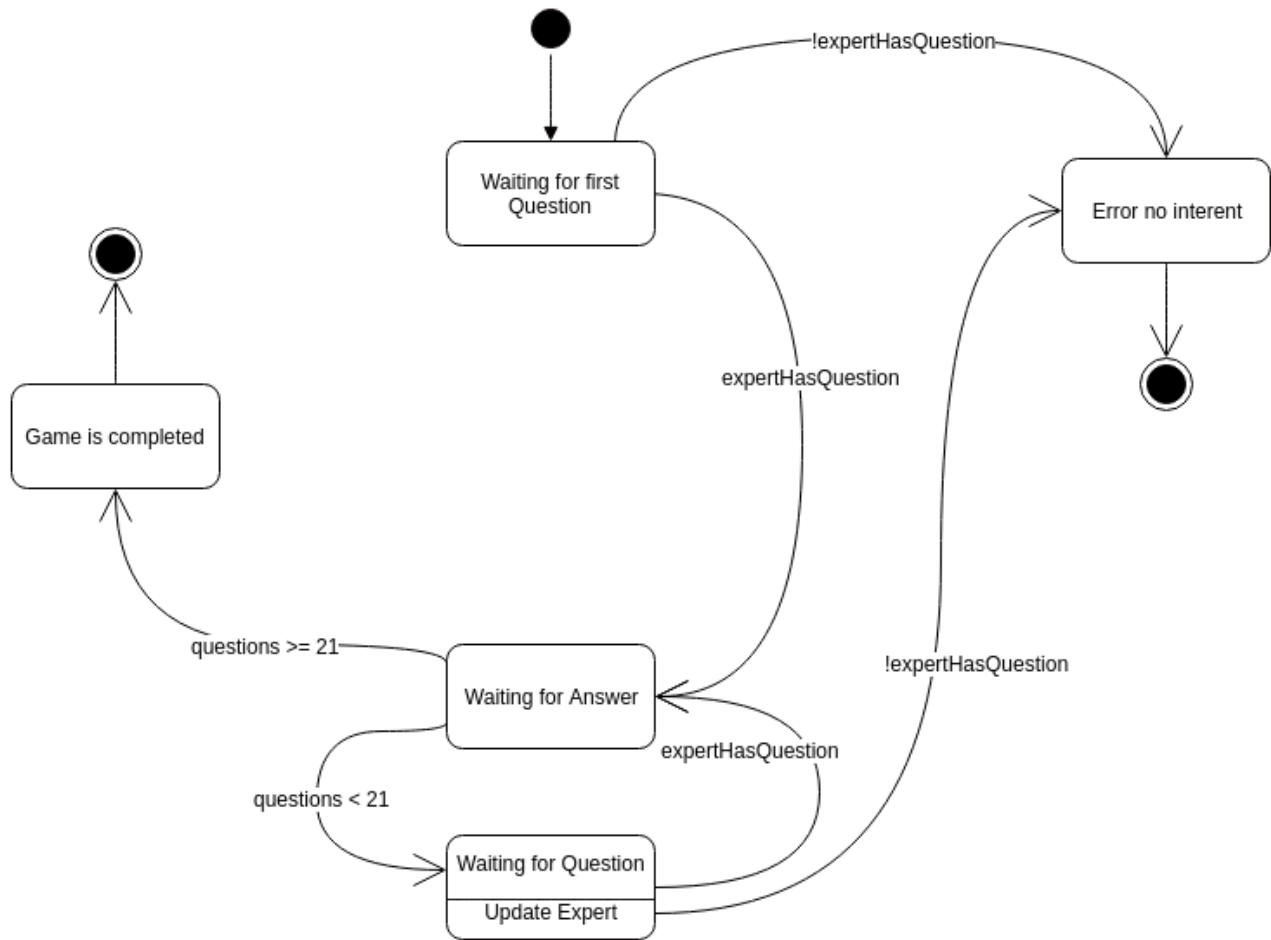 !expertHasQuestion
Waiting for first
Question
Error no interent
expertHasQuestion
Game is completed
questions >= 21
!expertHasQuestion
Waiting for Answer
expertHasQuestion
questions < 21
Waiting for Question
Update Expert